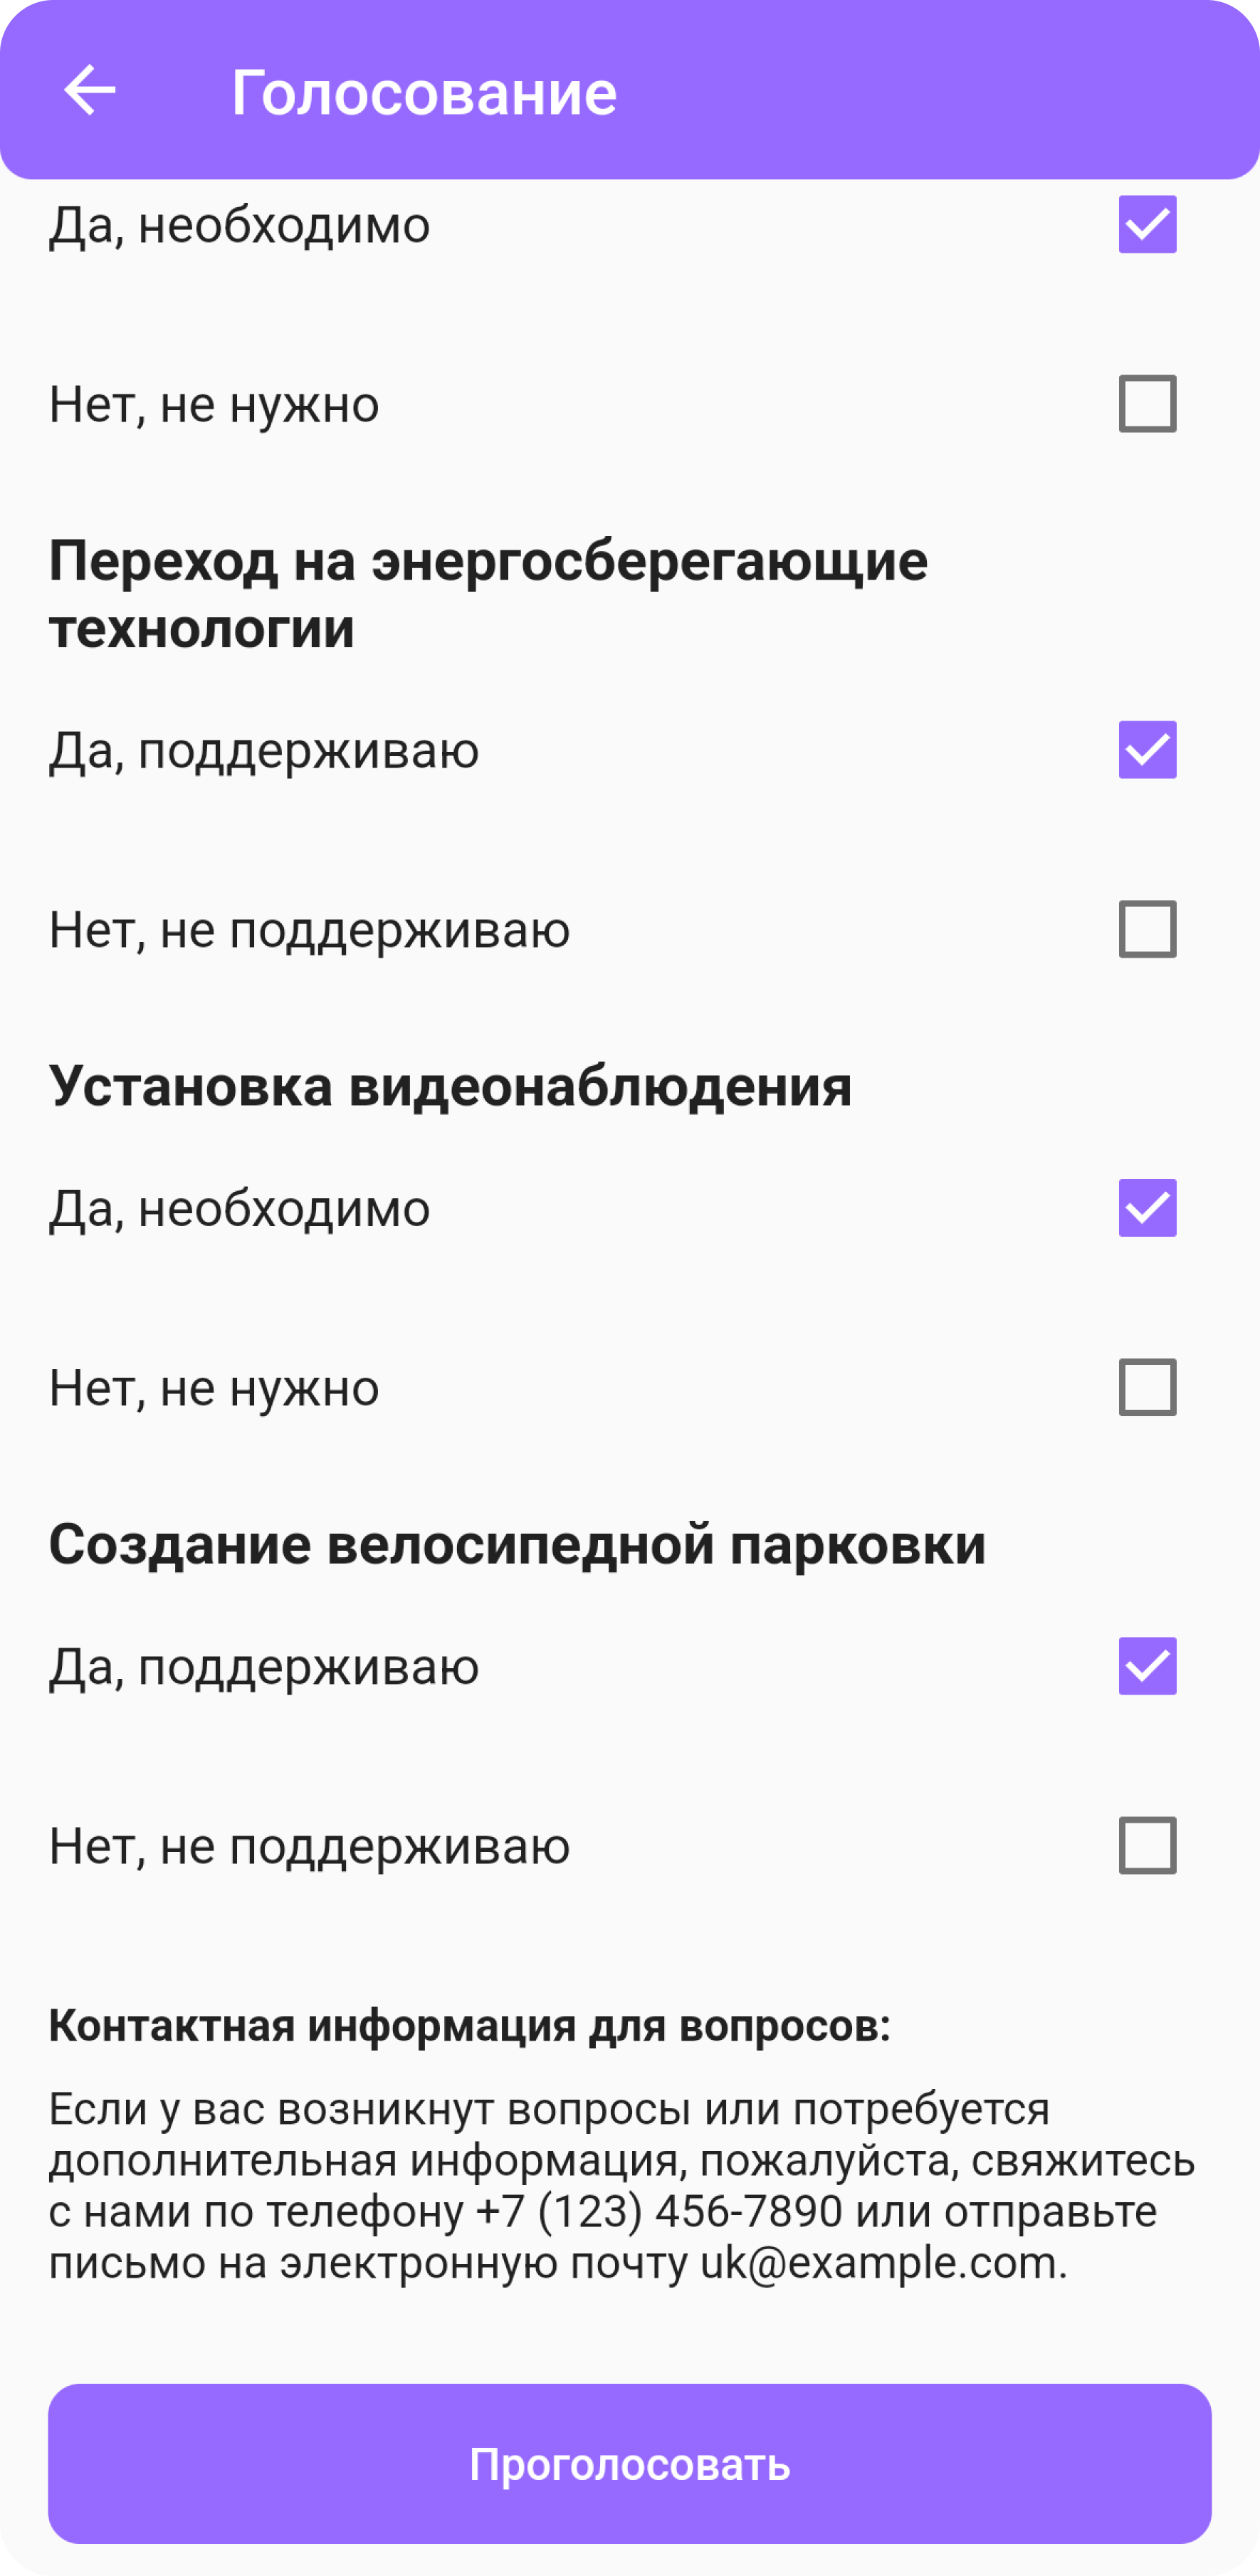 Голосование
Да, необходимо
Нет, не нужно
Переход на энергосберегающие
технологии
Да, поддерживаю
Нет, не поддерживаю
Установка видеонаблюдения
Да, необходимо
Нет, не нужно
Создание велосипедной парковки
Да, поддерживаю
Нет, не поддерживаю
Контактная информация для вопросов:
Если у вас возникнут вопросы или потребуется
дополнительная информация, пожалуйста, свяжитесь
с нами по телефону +7 (123) 456-7890 или отправьте
письмо на электронную почту uk@example.com.
Проголосовать